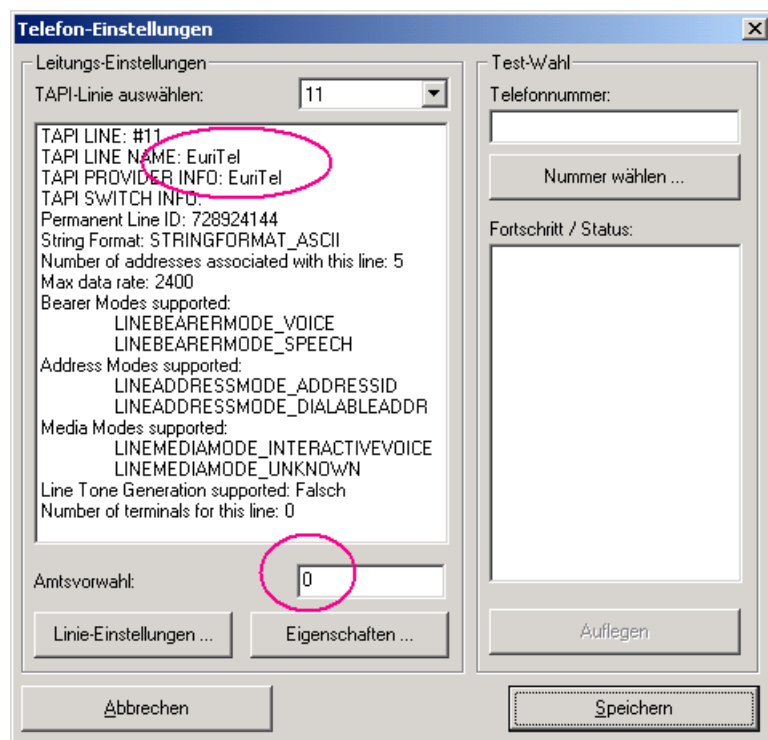 Telefon-Einstellungen
Leitungs-Einstellungen
TAPI-Linie auswählen:
11
TAPI LINE: #11
TAPI LINE NAME: EuriTel
TAPI PROVIDER INFO: EuriTel
TAPI SWITCH INFO:
Permanent Line ID: 728924144
String Format: STRINGFORMAT_ASCII
Number of addresses associated with this line: 5
Max data rate: 2400
Bearer Modes supported:
LINEBEARERMODE_VOICE
LINEBEARERMODE_SPEECH
Address Modes supported:
LINEADDRESSMODE_ADDRESSID
LINEADDRESSMODE_DIALABLEADDR
Media Modes supported:
LINEMEDIAMODE_INTERACTIVEVOICE
LINEMEDIAMODE_UNKNOWN
Line Tone Generation supported: Falsch
Number of terminals for this line: 0
Amtsvorwahl:
0
Linie-Einstellungen ...
Eigenschaften ...
Test-Wahl
Telefonnummer:
Nummer wählen ...
Fortschritt / Status:
Auflegen
Abbrechen
Speichern